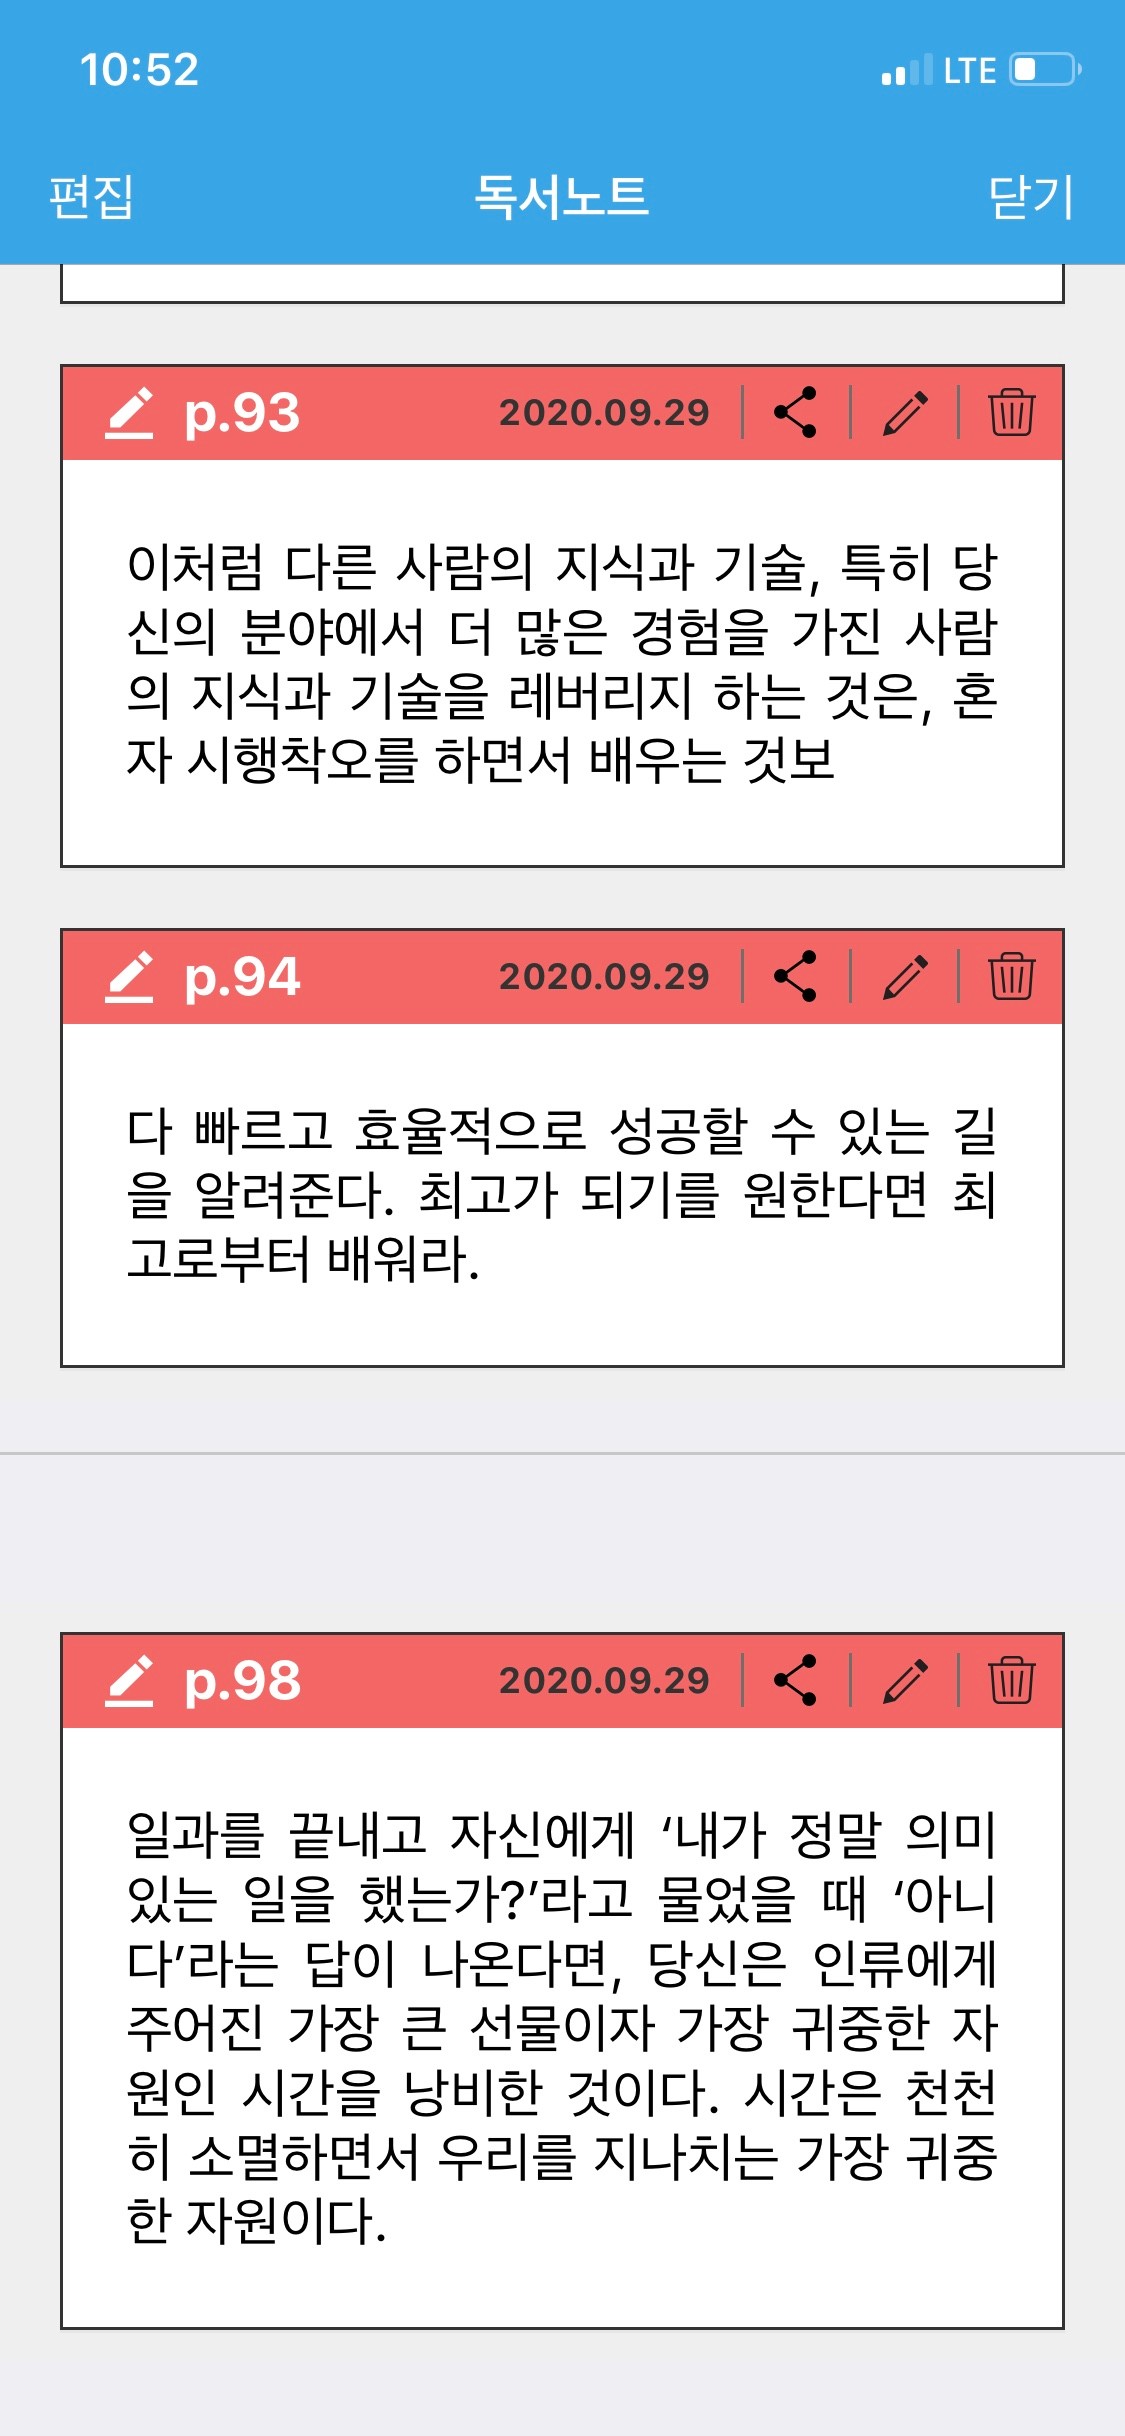 10:52
LTE
편집
독서노트
닫기
p.93
2020.09.29
이처럼 다른 사람의 지식과 기술, 특히 당
신의 분야에서 더 많은 경험을 가진 사람
의 지식과 기술을 레버리지 하는 것은, 혼
자 시행착오를 하면서 배우는 것보
p.94
2020.09.29
다 빠르고 효율적으로 성공할 수 있는 길
을 알려준다. 최고가 되기를 원한다면 최
고로부터 배워라.
p.98
2020.09.29
일과를 끝내고 자신에게 ‘내가 정말 의미
있는 일을 했는가?’라고 물었을 때 ‘아니
다’라는 답이 나온다면, 당신은 인류에게
주어진 가장 큰 선물이자 가장 귀중한 자
원인 시간을 낭비한 것이다. 시간은 천천
히 소멸하면서 우리를 지나치는 가장 귀중
한 자원이다.